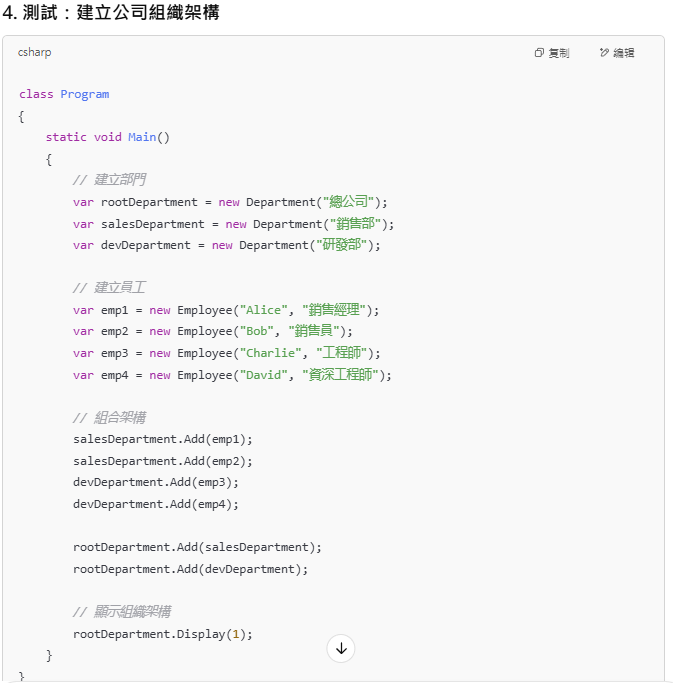 4. 測試：建立公司組織架構
csharp
复制
编辑
class Program
{
    static void Main()
    {
        // 建立部門
        var rootDepartment = new Department("總公司");
        var salesDepartment = new Department("銷售部");
        var devDepartment = new Department("研發部");

        // 建立員工
        var emp1 = new Employee("Alice", "銷售經理");
        var emp2 = new Employee("Bob", "銷售員");
        var emp3 = new Employee("Charlie", "工程師");
        var emp4 = new Employee("David", "資深工程師");

        // 組合架構
        salesDepartment.Add(emp1);
        salesDepartment.Add(emp2);
        devDepartment.Add(emp3);
        devDepartment.Add(emp4);

        rootDepartment.Add(salesDepartment);
        rootDepartment.Add(devDepartment);

        // 顯示組織架構
        rootDepartment.Display(1);
    }
}